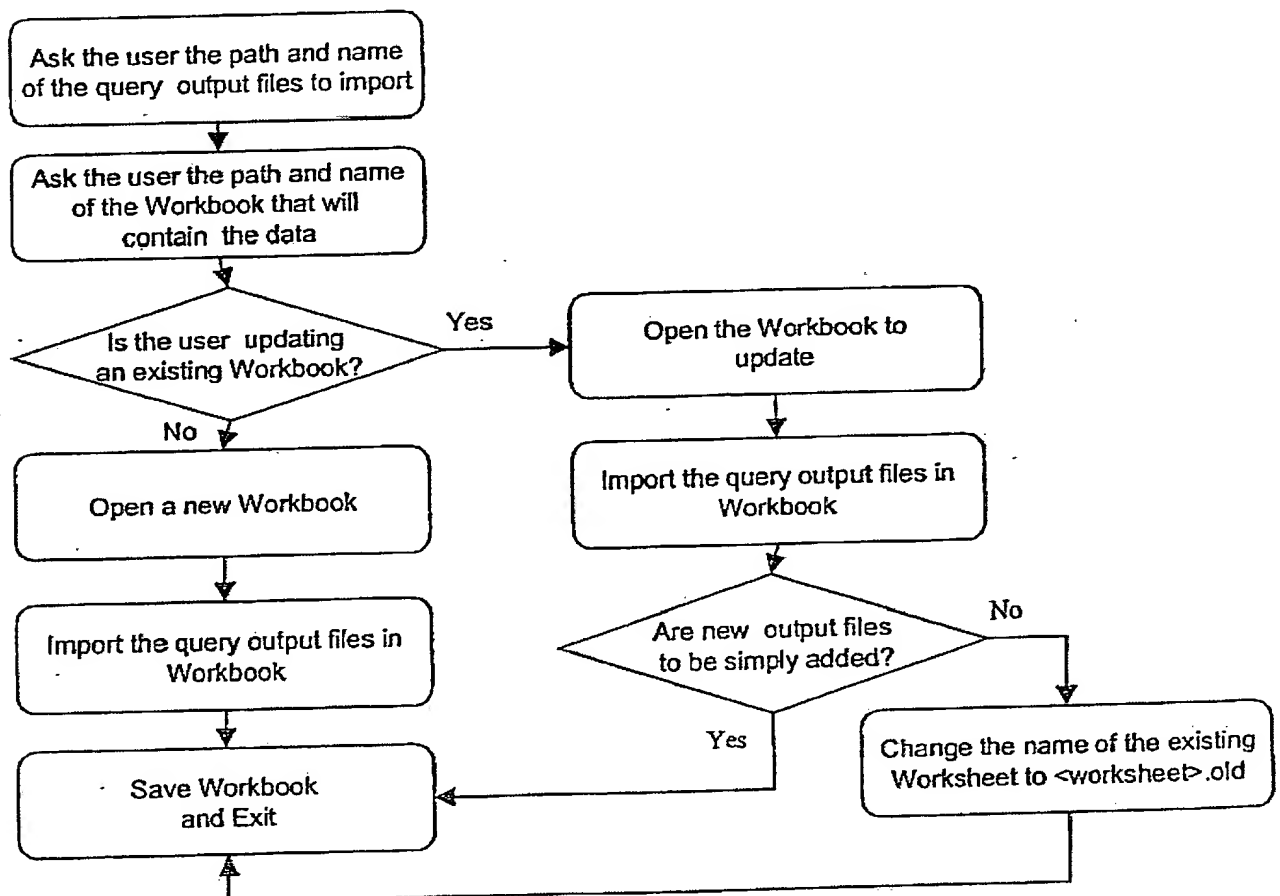 Ask the user the path and name
of the query output files to import
Ask the user the path and name
of the Workbook that will
contain the data
Is the user updating
an existing Workbook?
Yes
No
Open the Workbook to
update
Import the query output files in
Workbook
Open a new Workbook
Import the query output files in
Workbook
Are new output files
to be simply added?
No
Yes
Change the name of the existing
Worksheet to <worksheet>.old
Save Workbook
and Exit